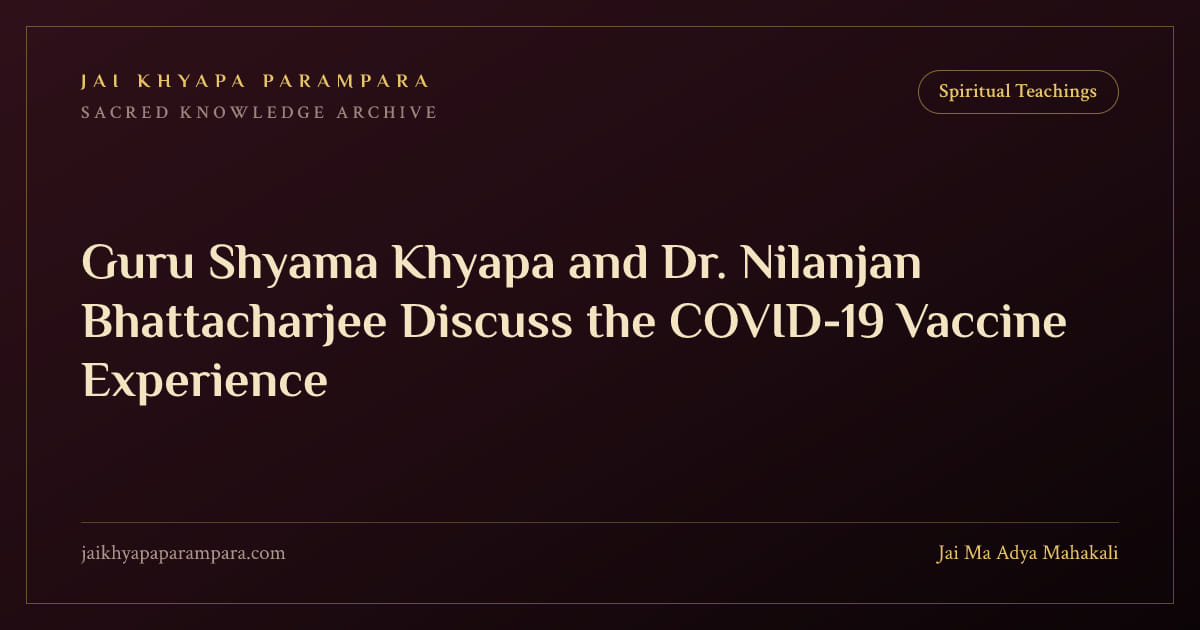 JAI KHYAPA PARAMPARA
SACRED KNOWLEDGE ARCHIVE
Spiritual Teachings
Guru Shyama Khyapa and Dr. Nilanjan
Bhattacharjee Discuss the COVID-19 Vaccine
Experience
jaikhyapaparampara.com
Jai Ma Adya Mahakali